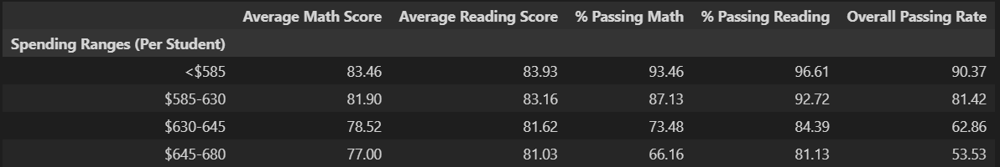 Average Math Score Average Reading Score % Passing Math % Passing Reading Overall Passing Rate
Spending Ranges (Per Student)
<$585 83.46 83.93 93.46 96.61 90.37
$585-630 81.90 83.16 87.13 92.72 81.42
$630-645 78.52 81.62 73.48 84.39 62.86
$645-680 77.00 81.03 66.16 81.13 53.53